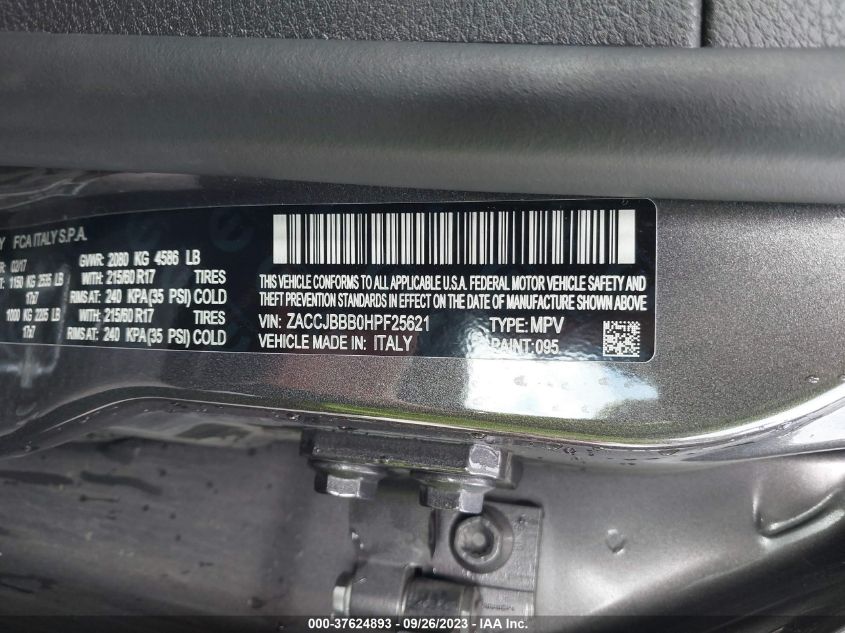 Y FCA ITALY S.P.A.
R: 02/17 GVWR: 2080 KG 4586 LB
T: 1150 KG 2535 LB WITH: 215/60 R17 TIRES
17x7 RIMS AT: 240 KPA(35 PSI) COLD
1000 KG 2205 LB WITH: 215/60 R17 TIRES
17x7 RIMS AT: 240 KPA(35 PSI) COLD
THIS VEHICLE CONFORMS TO ALL APPLICABLE U.S.A. FEDERAL MOTOR VEHICLE SAFETY AND
THEFT PREVENTION STANDARDS IN EFFECT ON THE DATE OF MANUFACTURE SHOWN ABOVE
VIN: ZACCJBBB0HPF25621 TYPE: MPV
VEHICLE MADE IN: ITALY PAINT: 095
000-37624893 - 09/26/2023 - IAA Inc.